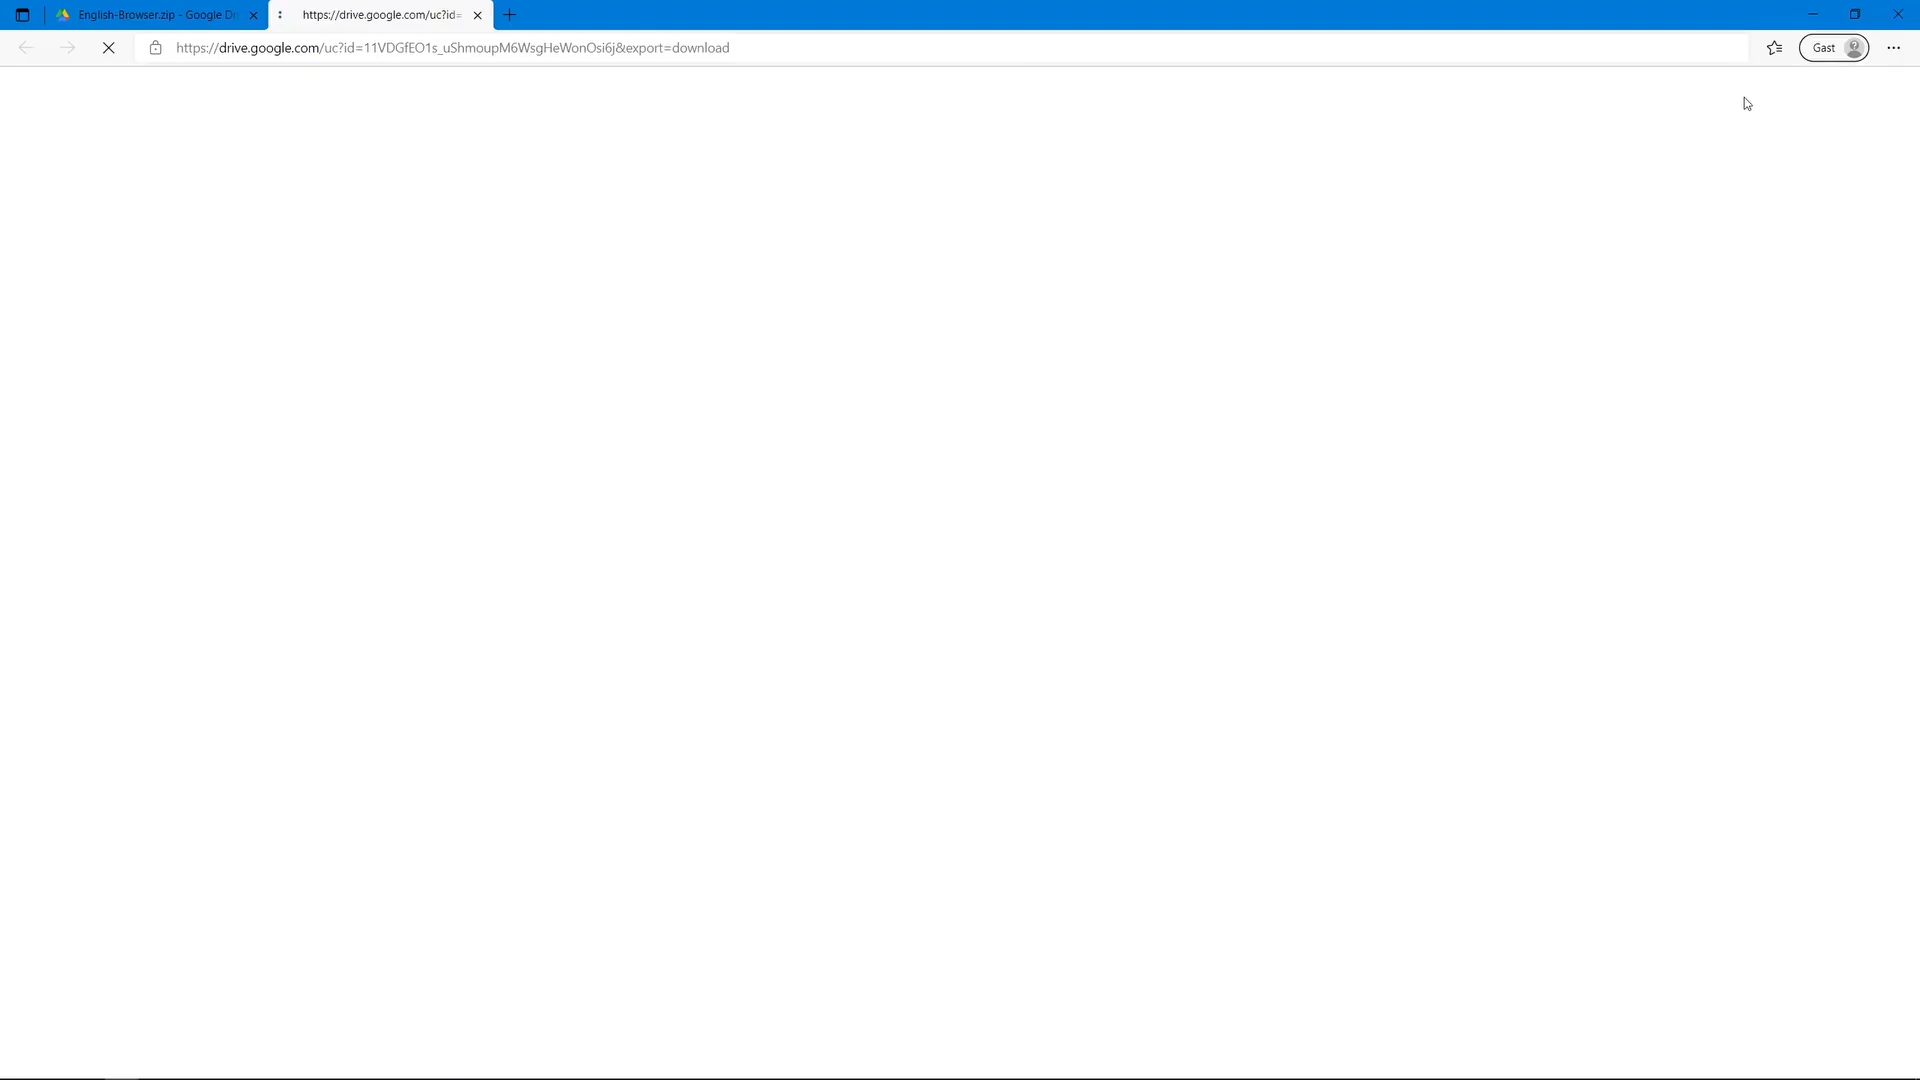 English-Browser.zip - Google Dr
https://drive.google.com/uc?id=
https://drive.google.com/uc?id=11VDGfEO1s_uShmoupM6WsgHeWonOsi6j&export=download
Gast